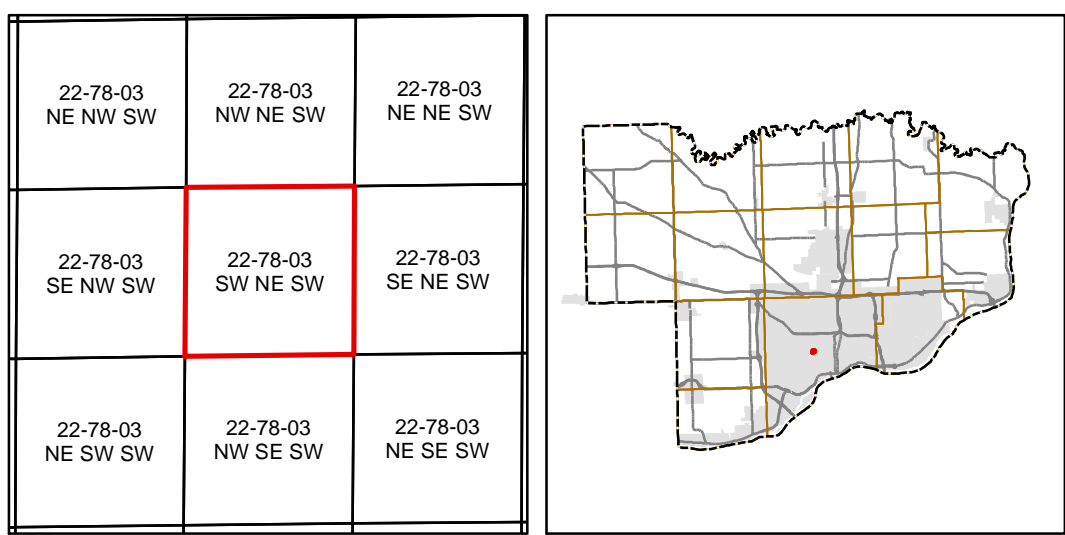 22-78-03
NE NW SW
22-78-03
NW NE SW
22-78-03
NE NE SW
22-78-03
SE NW SW
22-78-03
SW NE SW
22-78-03
SE NE SW
22-78-03
NE SW SW
22-78-03
NW SE SW
22-78-03
NE SE SW